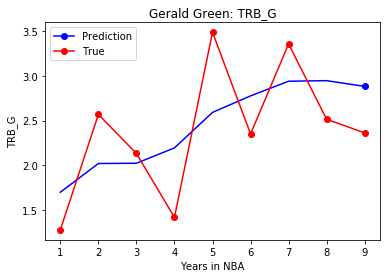 Gerald Green: TRB_G
Prediction
True
TRB_G
3.5
3.0
2.5
2.0
1.5
1 2 3 4 5 6 7 8 9
Years in NBA